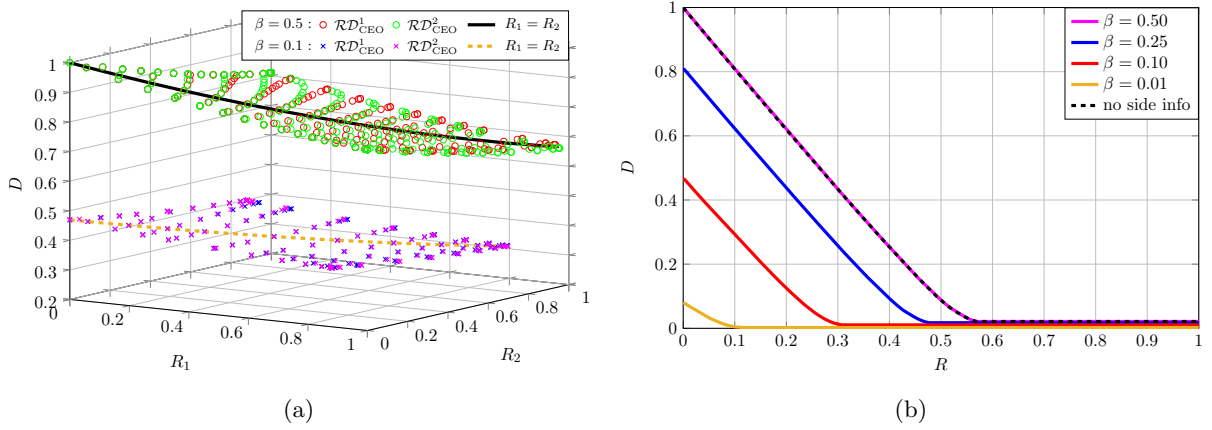 β = 0.5 : ○ RD¹_CEO ○ RD²_CEO R₁ = R₂
β = 0.1 : × RD¹_CEO × RD²_CEO R₁ = R₂
1
0.9
0.8
0.7
0.6
0.5
0.4
0.3
0.2
D
0 0.2 0.4 0.6 0.8 1
R₁
0 0.2 0.4 0.6 0.8 1
R₂
(a)
β = 0.50
β = 0.25
β = 0.10
β = 0.01
no side info
1
0.8
0.6
0.4
0.2
0
D
0 0.1 0.2 0.3 0.4 0.5 0.6 0.7 0.8 0.9 1
R
(b)